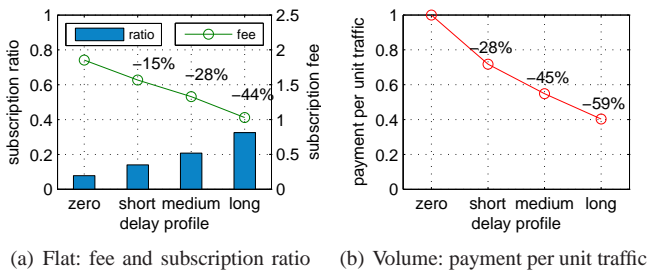 ratio
fee
subscription ratio
1
0.8
0.6
0.4
0.2
0
2.5
2
1.5
1
0.5
0
subscription fee
−15%
−28%
−44%
zero short medium long
delay profile
(a) Flat: fee and subscription ratio
payment per unit traffic
1
0.8
0.6
0.4
0.2
0
−28%
−45%
−59%
zero short medium long
delay profile
(b) Volume: payment per unit traffic